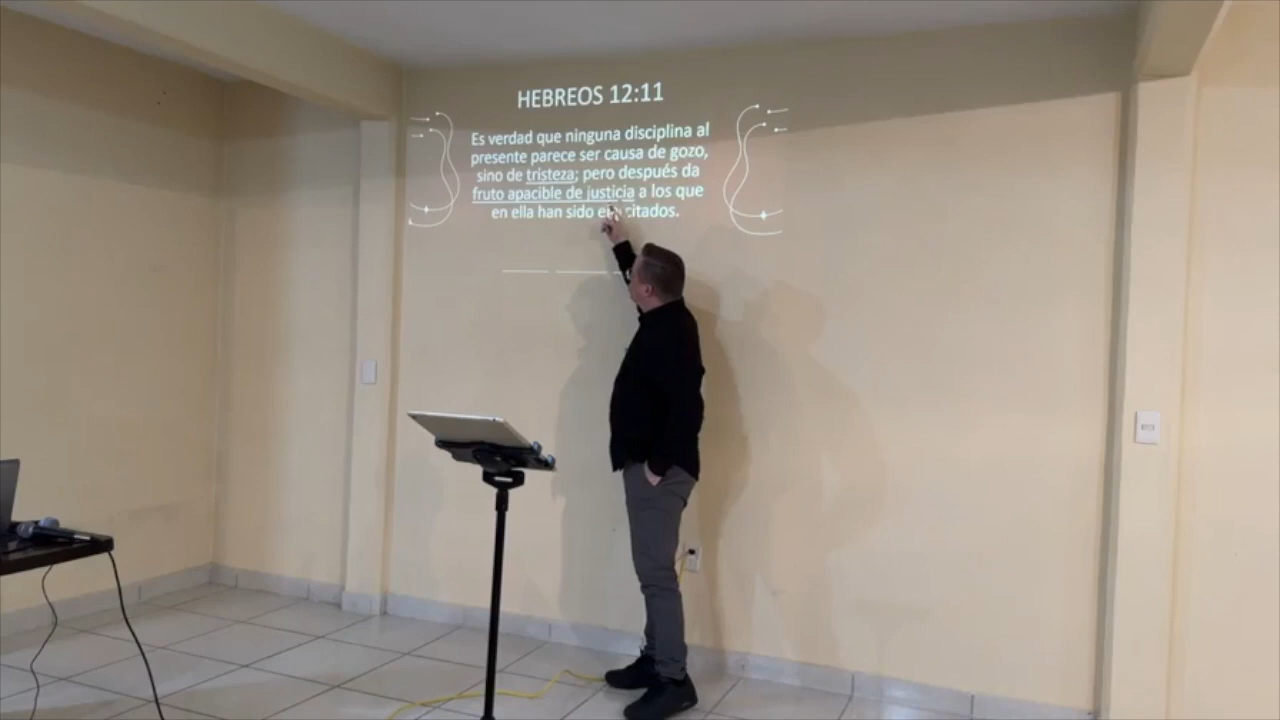 HEBREOS 12:11
Es verdad que ninguna disciplina al
presente parece ser causa de gozo,
sino de tristeza; pero después da
fruto apacible de justicia a los que
en ella han sido citados.